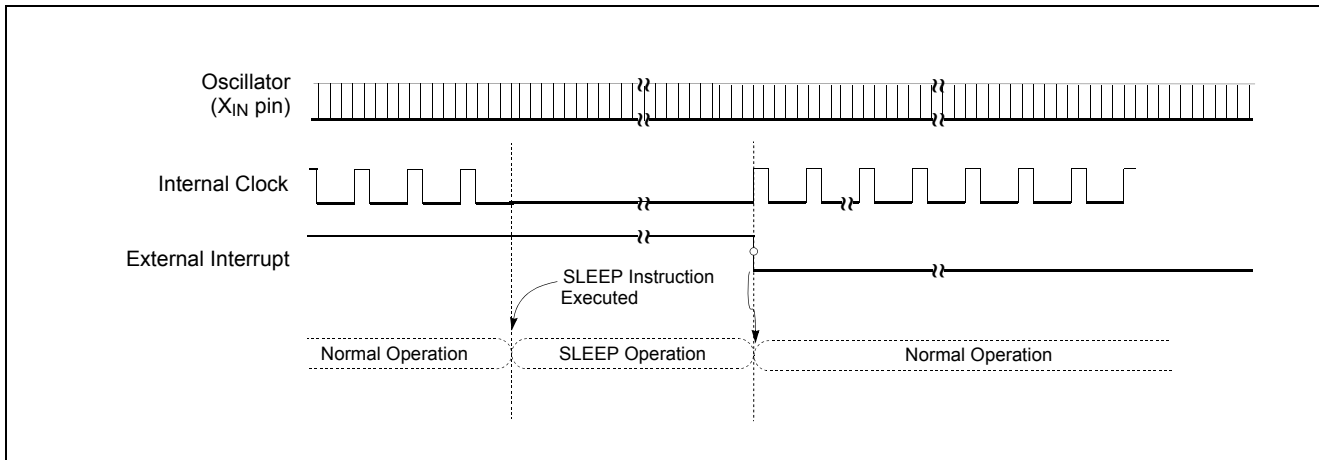 Oscillator
(XIN pin)
Internal Clock
External Interrupt
SLEEP Instruction
Executed
Normal Operation
SLEEP Operation
Normal Operation